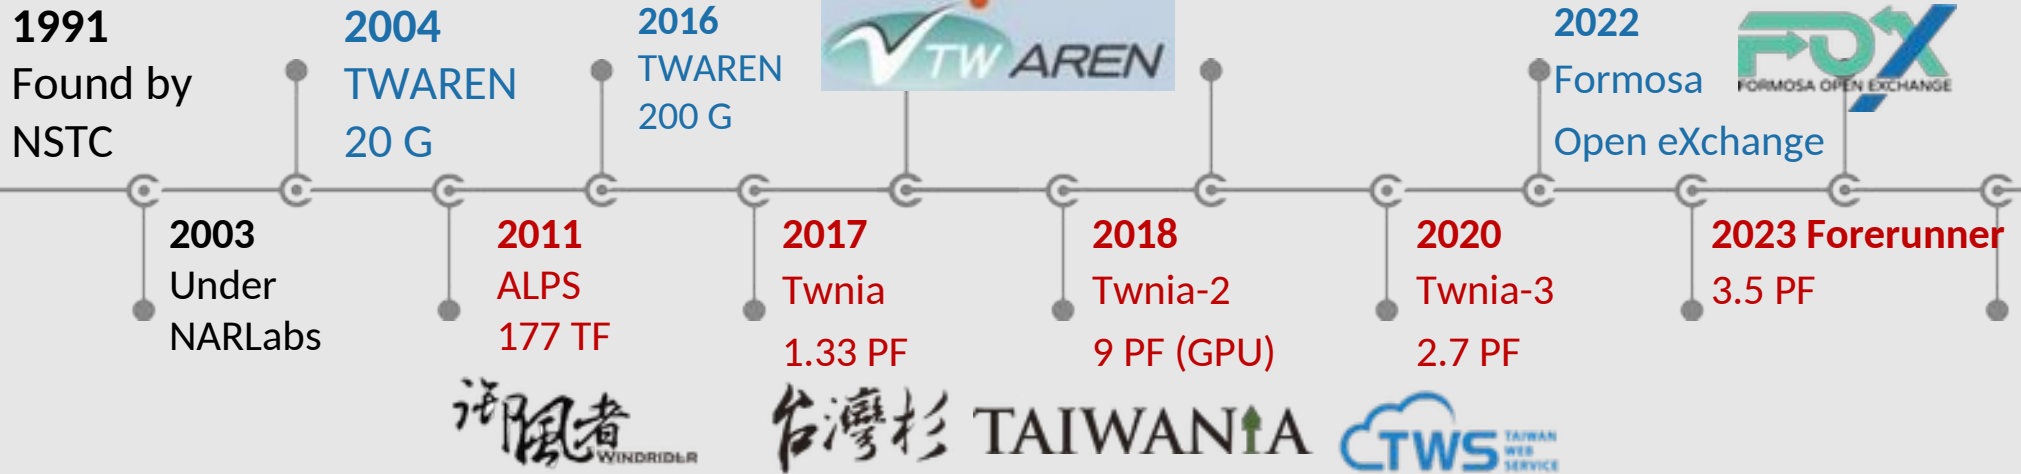 1991
Found by
NSTC
2004
TWAREN
20 G
2016
TWAREN
200 G
TWAREN
2022
Formosa
Open eXchange
FOX
FORMOSA OPEN EXCHANGE
2003
Under
NARLabs
2011
ALPS
177 TF
2017
Twnia
1.33 PF
2018
Twnia-2
9 PF (GPU)
2020
Twnia-3
2.7 PF
2023 Forerunner
3.5 PF
御風者
WINDRIDER
台灣杉 TAIWANIA
TWS TAIWAN
WEB
SERVICE